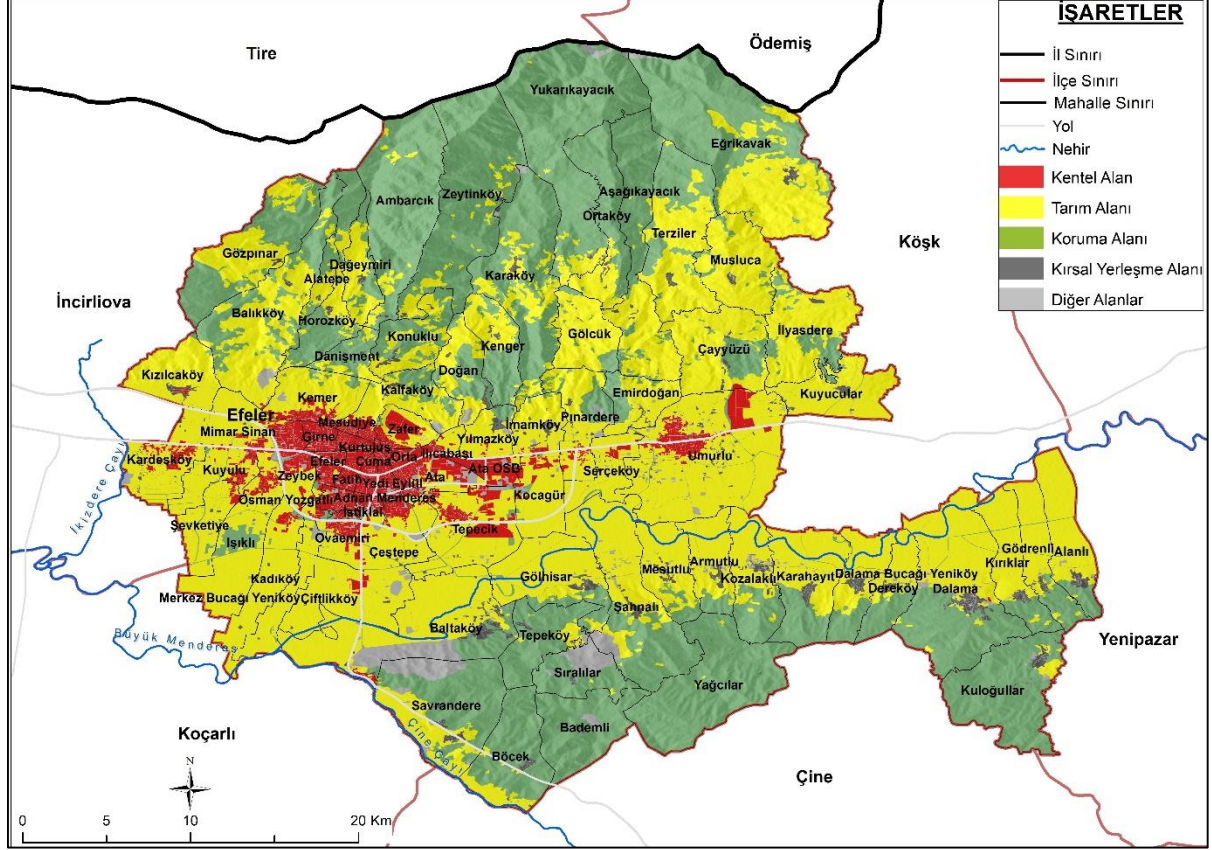 İŞARETLER
İl Sınırı
İlçe Sınırı
Mahalle Sınırı
Yol
Nehir
Kentel Alan
Tarım Alanı
Koruma Alanı
Kırsal Yerleşme Alanı
Diğer Alanlar
Tire
Ödemiş
Yukarıkayacık
Eğrikavak
Ambarcık
Zeytinköy
Aşağıkayacık
Ortaköy
Terziler
Köşk
Gözpınar
Dağeymiri
Alatepe
Karaköy
Musluca
İncirliova
Balıkköy
Horozköy
Konuklu
Gölcük
İlyasdere
Danişment
Kenger
Çayyüzü
Kızılcaköy
Doğan
Kalfaköy
Emirdoğan
Kuyucular
Kemer
Efeler
Mesudiye
Zafer
İmamköy
Pınardere
Mimar Sinan
Girne
Yılmazköy
Kurtuluş
Orta
Ilıcabaşı
Umurlu
Kardeşköy
Kuyulu
Efeler
Cuma
Ata OSB
Serçeköy
Zeybek
Fatih
Yedi Eylül
Ata
Osman Yozgatlı
Adnan Menderes
Kocagür
İstiklal
İkizdere Çayı
Şevketiye
Işıklı
Ovaemiri
Tepecik
Çeştepe
Kadıköy
Gölhisar
Mesutlu
Armutlu
Kozalaklı
Karahayıt
Dalama Bucağı Yeniköy
Dereköy
Dalama
Gödrenli
Alanlı
Kırıklar
Merkez Bucağı Yeniköy
Çiftlikköy
Şahnalı
Büyük Menderes
Baltaköy
Tepeköy
Yenipazar
Sıralılar
Yağcılar
Kuloğullar
Savrandere
Koçarlı
Bademli
Çine Çayı
Böcek
Çine
N
0 5 10 20 Km